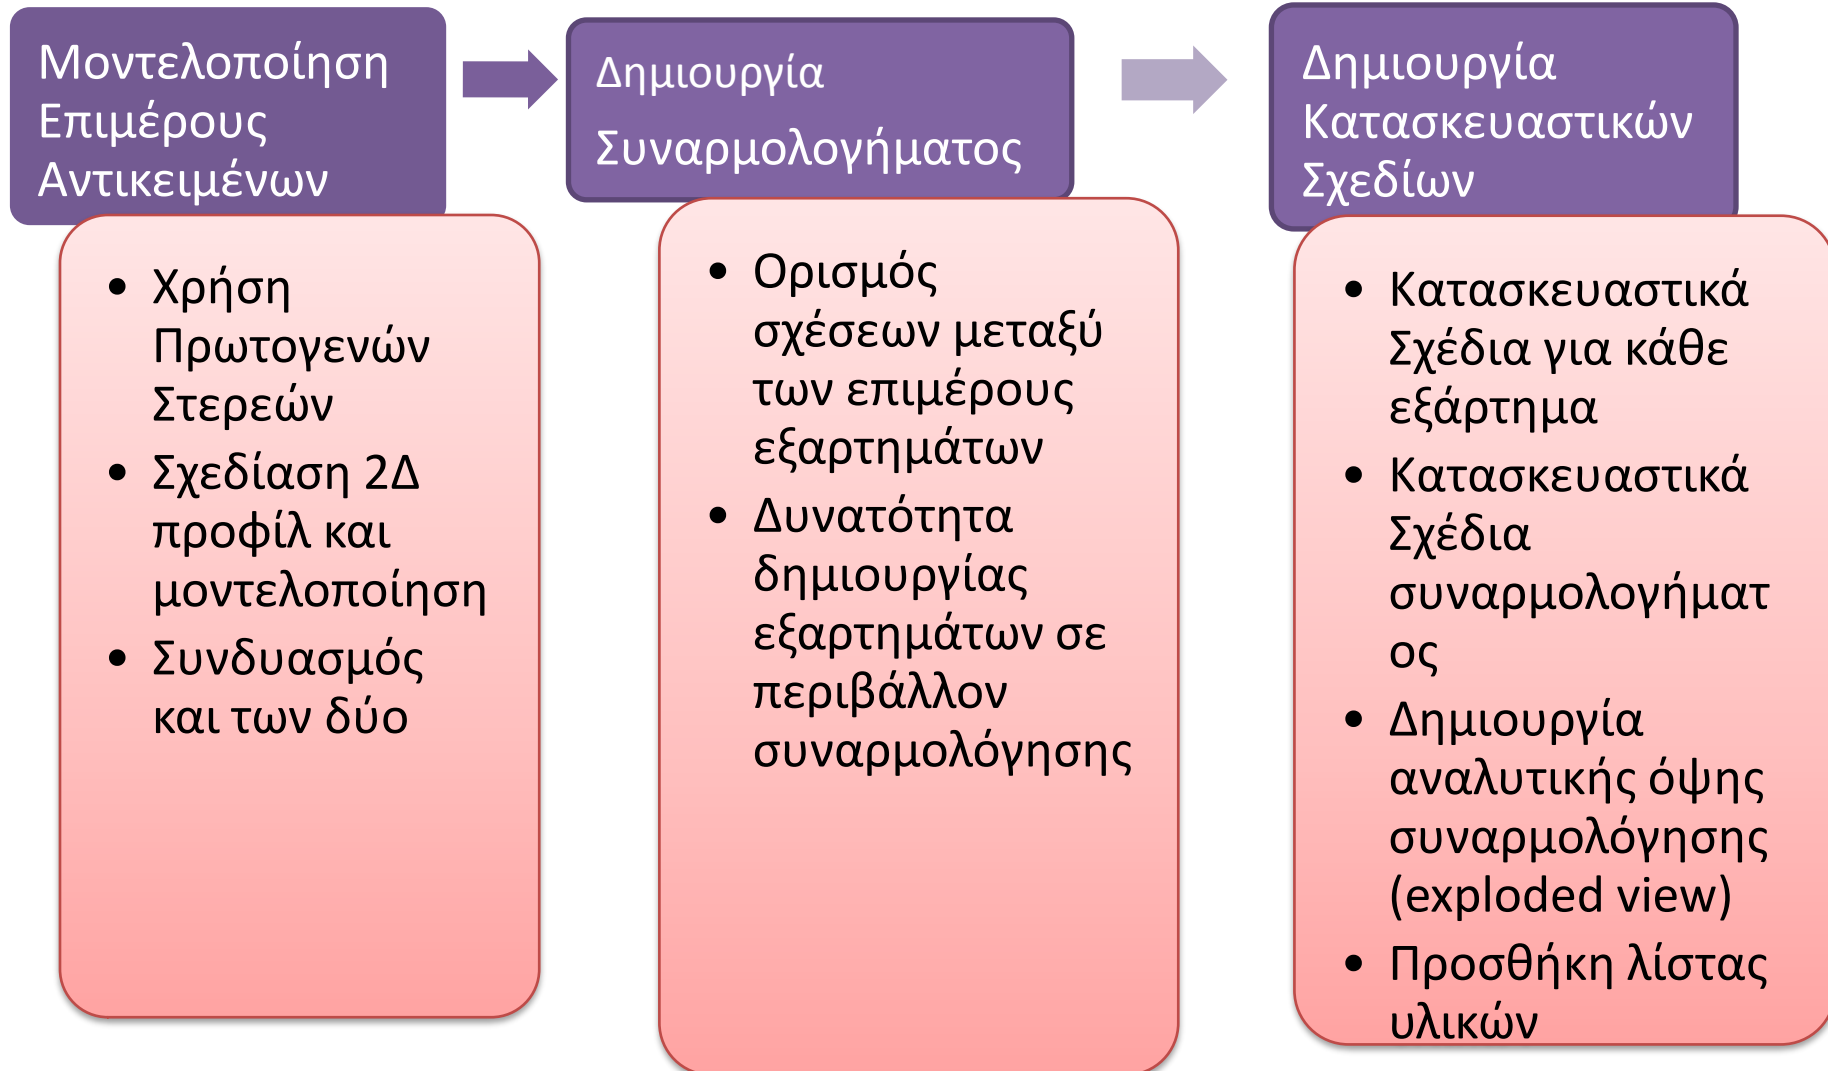 Μοντελοποίηση
Επιμέρους
Αντικειμένων
• Χρήση
Πρωτογενών
Στερεών
• Σχεδίαση 2Δ
προφίλ και
μοντελοποίηση
• Συνδυασμός
και των δύο
Δημιουργία
Συναρμολογήματος
• Ορισμός
σχέσεων μεταξύ
των επιμέρους
εξαρτημάτων
• Δυνατότητα
δημιουργίας
εξαρτημάτων σε
περιβάλλον
συναρμολόγησης
Δημιουργία
Κατασκευαστικών
Σχεδίων
• Κατασκευαστικά
Σχέδια για κάθε
εξάρτημα
• Κατασκευαστικά
Σχέδια
συναρμολογήματ
ος
• Δημιουργία
αναλυτικής όψης
συναρμολόγησης
(exploded view)
• Προσθήκη λίστας
υλικών